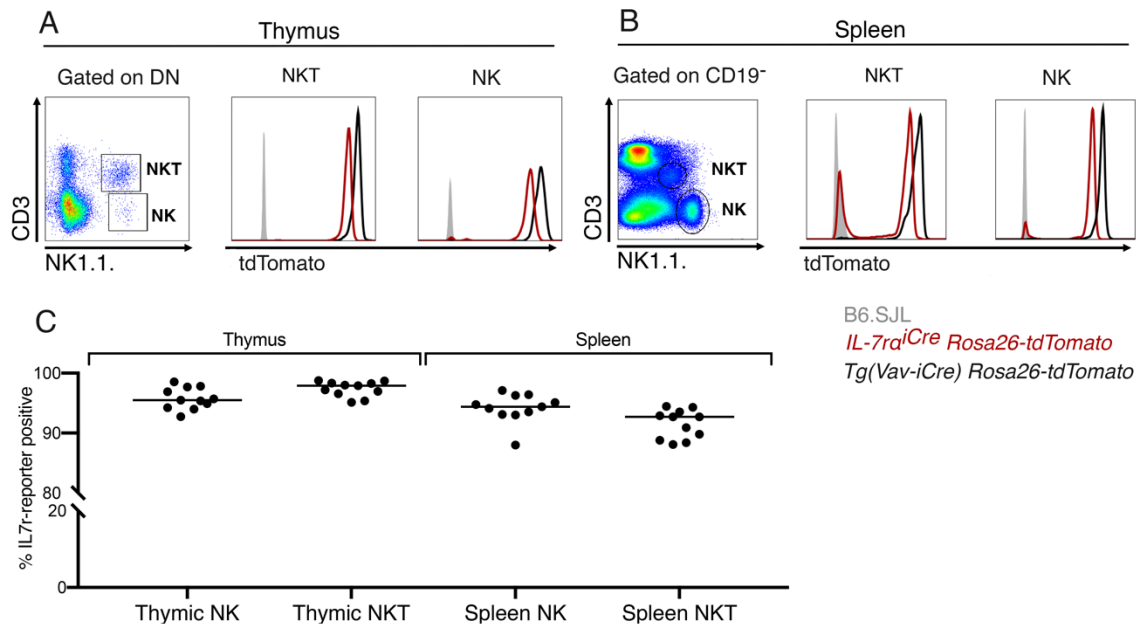 A
Thymus
Gated on DN
NKT
NK
CD3
NKT
NK
NK1.1.
tdTomato
B
Spleen
Gated on CD19-
NKT
NK
CD3
NKT
NK
NK1.1.
tdTomato
B6.SJL
IL-7rαiCre Rosa26-tdTomato
Tg(Vav-iCre) Rosa26-tdTomato
C
Thymus
Spleen
% IL7r-reporter positive
100
90
80
20
0
Thymic NK
Thymic NKT
Spleen NK
Spleen NKT